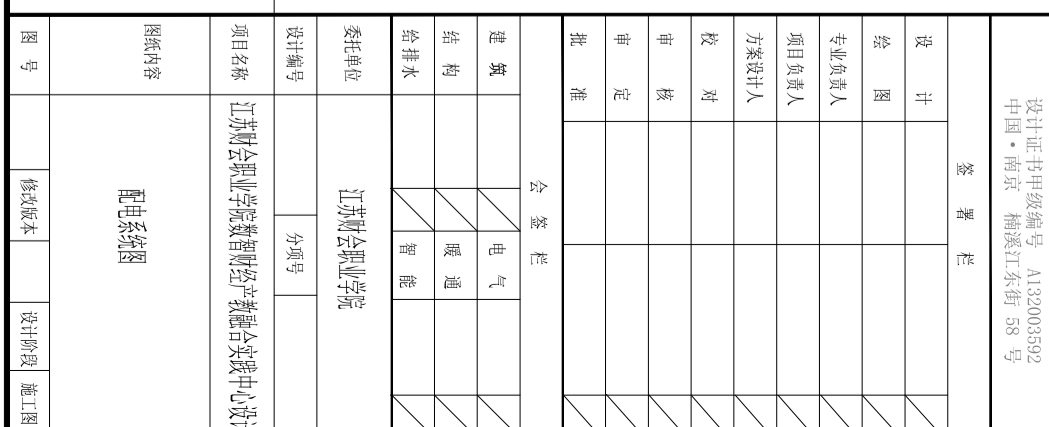 设计证书甲级编号 A132003592
中国·南京 楠溪江东街 58 号
签 署 栏
设 计
绘 图
专业负责人
项目负责人
方案设计人
校 对
审 核
审 定
批 准
会 签 栏
建 筑 电 气
结 构 暖 通
给排水 智 能
委托单位 江苏财会职业学院
设计编号 分项号
项目名称 江苏财会职业学院数智财经产教融合实践中心设
图纸内容 配电系统图
图 号 修改版本 设计阶段 施工图